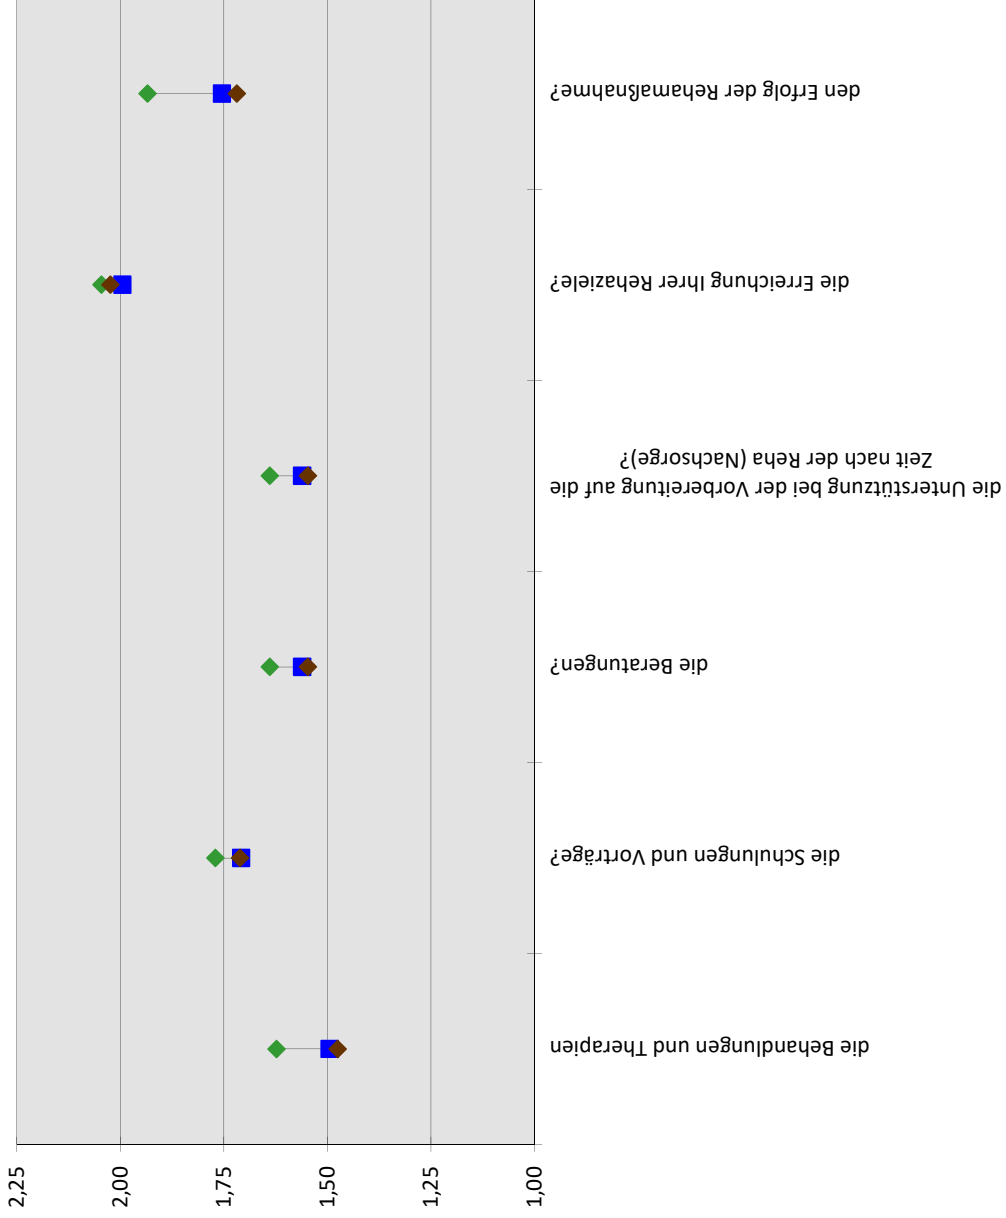 den Erfolg der Rehamaßnahme?
die Erreichung Ihrer Rehaziele?
die Unterstützung bei der Vorbereitung auf die
Zeit nach der Reha (Nachsorge)?
die Beratungen?
die Schulungen und Vorträge?
die Behandlungen und Therapien
2,25
2,00
1,75
1,50
1,25
1,00